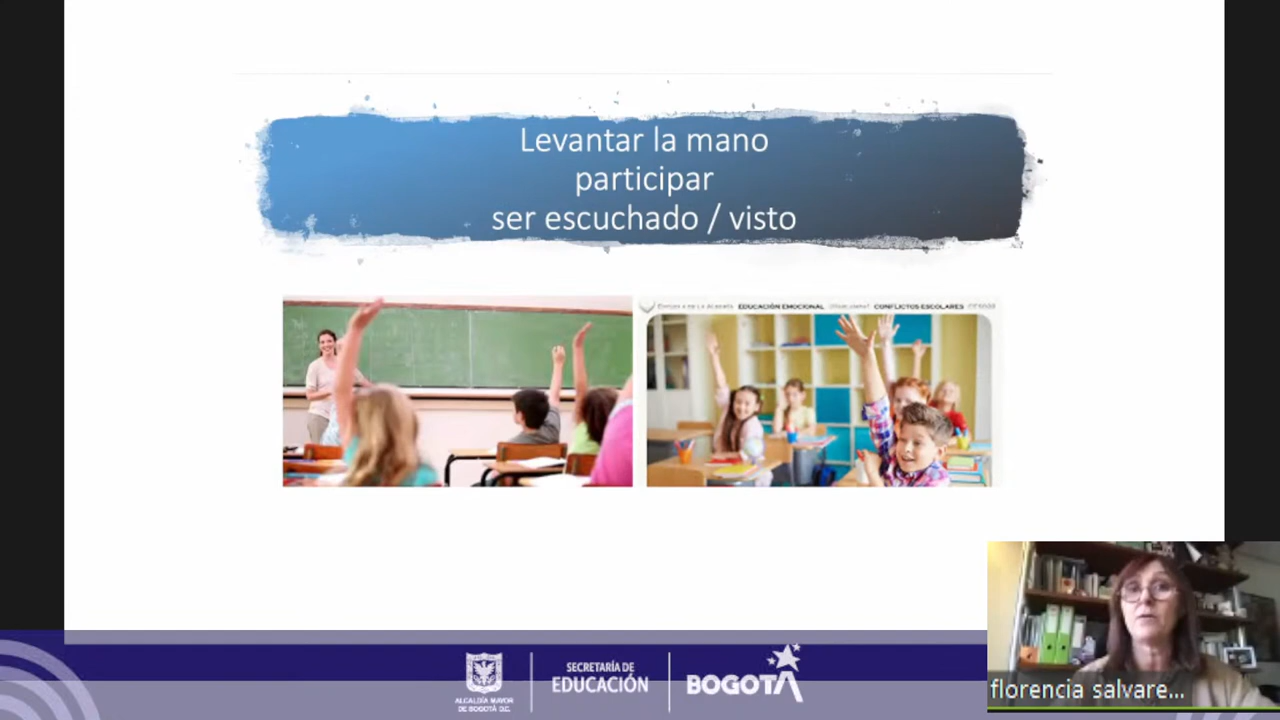 Levantar la mano
participar
ser escuchado / visto
EDUCACIÓN EMOCIONAL
CONFLICTOS ESCOLARES
ALCALDÍA MAYOR
DE BOGOTÁ D.C.
SECRETARÍA DE
EDUCACIÓN
BOGOTÁ
florencia salvare...